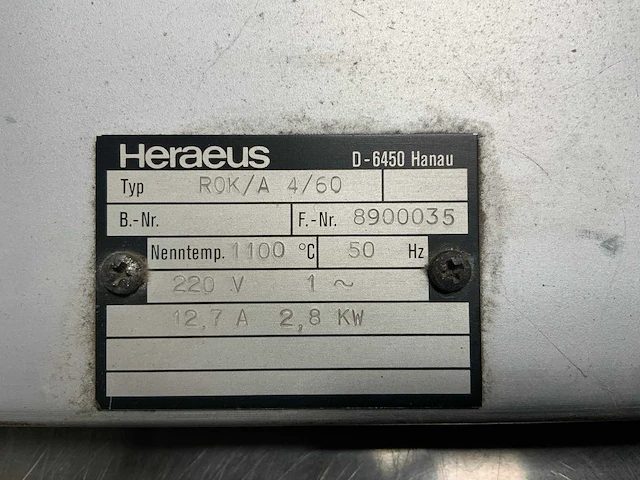 Heraeus D-6450 Hanau
Typ ROK/A 4/60
B.-Nr. F.-Nr. 8900035
Nenntemp. 1100 °C 50 Hz
220 V 1 ~
12,7 A 2,8 KW